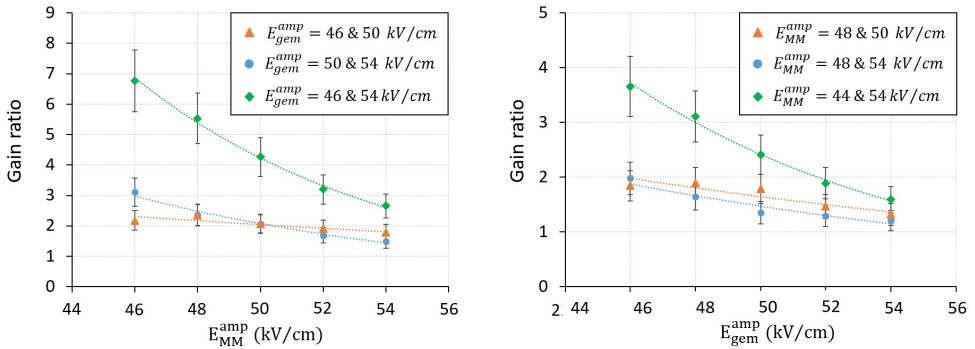 9
8
7
6
5
4
3
2
1
0
Gain ratio
E_gem^amp = 46 & 50 kV/cm
E_gem^amp = 50 & 54 kV/cm
E_gem^amp = 46 & 54 kV/cm
44 46 48 50 52 54 56
E_MM^amp (kV/cm)
5
4
3
2
1
0
Gain ratio
E_MM^amp = 48 & 50 kV/cm
E_MM^amp = 48 & 54 kV/cm
E_MM^amp = 44 & 54 kV/cm
2: 44 46 48 50 52 54 56
E_gem^amp (kV/cm)